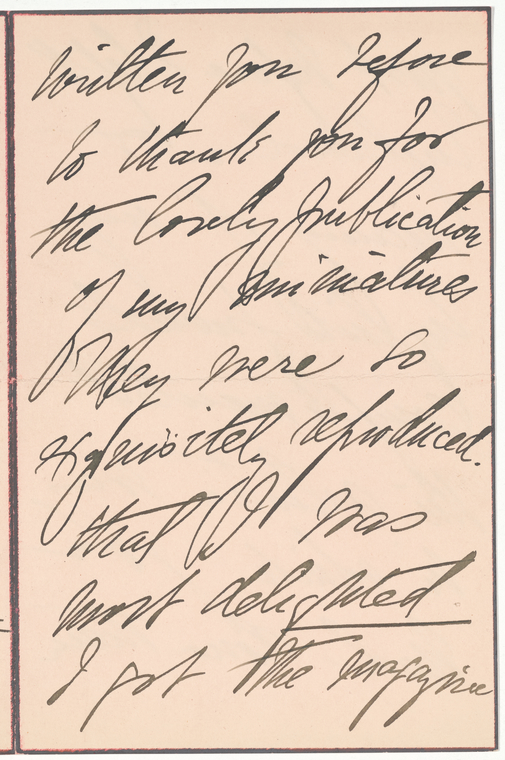 written you before
to thank you for
the lovely publication
of my miniatures
They were so
exquisitely reproduced.
that I was
most delighted
I got the magazine